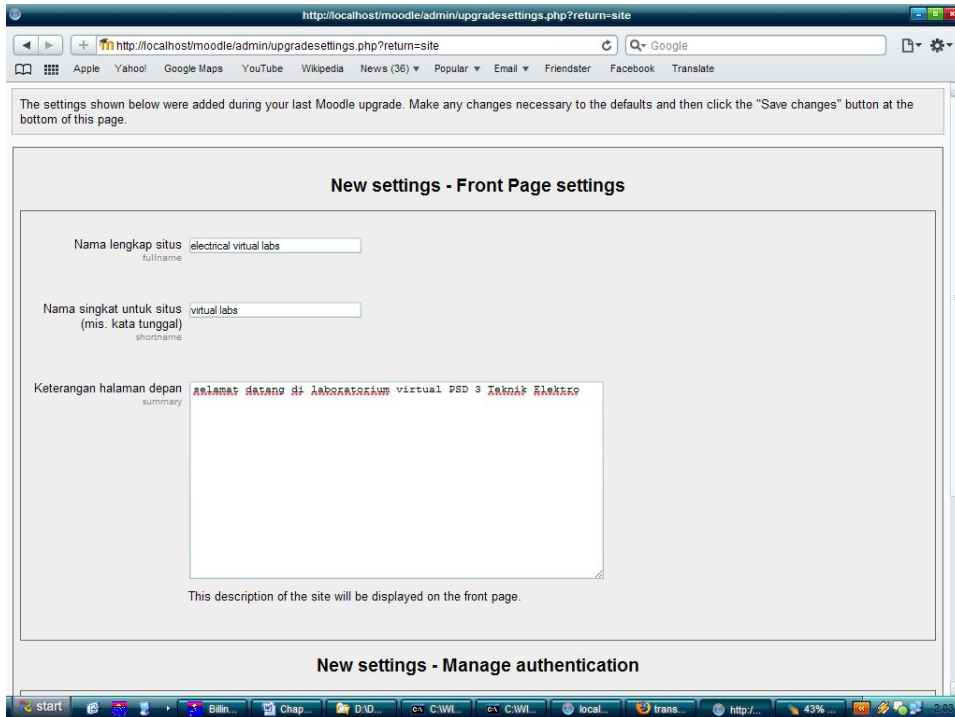 http://localhost/moodle/admin/upgradesettings.php?return=site
http://localhost/moodle/admin/upgradesettings.php?return=site
Google
Apple Yahoo! Google Maps YouTube Wikipedia News (36) Popular Email Friendster Facebook Translate
The settings shown below were added during your last Moodle upgrade. Make any changes necessary to the defaults and then click the "Save changes" button at the
bottom of this page.
New settings - Front Page settings
Nama lengkap situs electrical virtual labs
fullname
Nama singkat untuk situs virtual labs
(mis. kata tunggal)
shortname
Keterangan halaman depan selamat datang di laboratorium virtual PSD 3 Teknik Elektro
summary
This description of the site will be displayed on the front page.
New settings - Manage authentication
start Billin... Chap... D:\D... C:\WI... C:\WI... local... trans... http:/... 43% ... 2:03